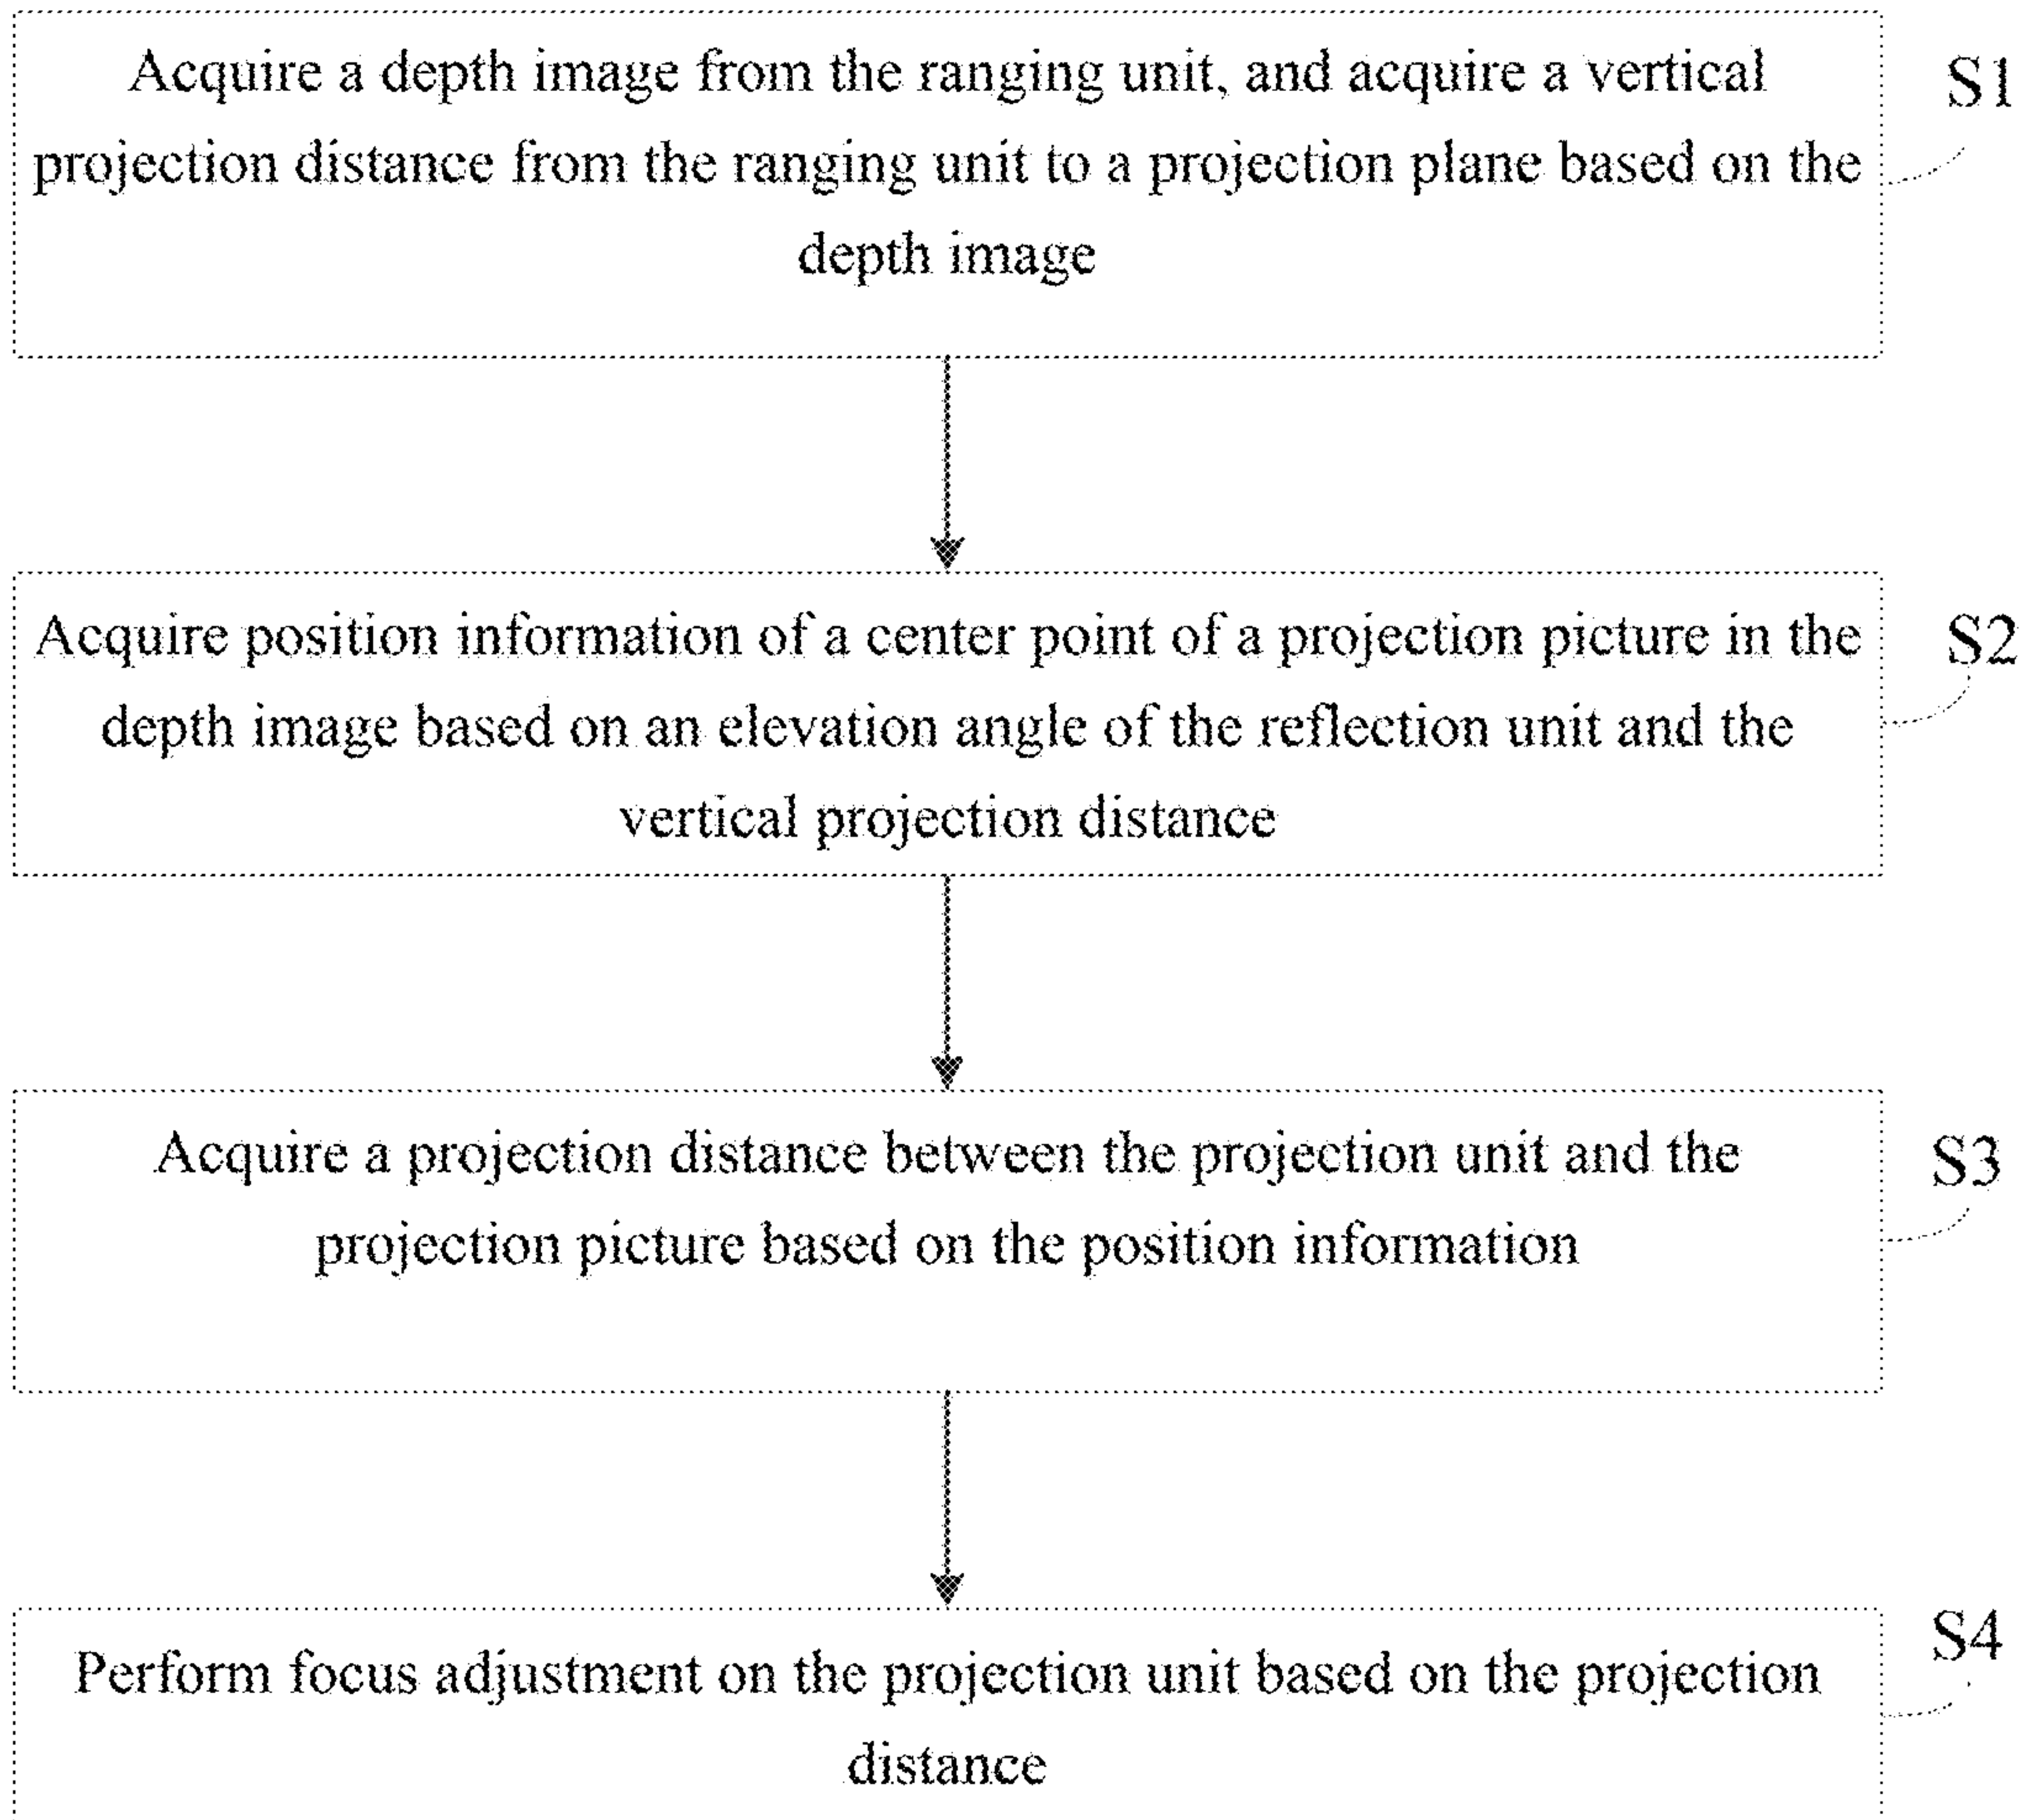 Acquire a depth image from the ranging unit, and acquire a vertical
projection distance from the ranging unit to a projection plane based on the
depth image
S1
Acquire position information of a center point of a projection picture in the
depth image based on an elevation angle of the reflection unit and the
vertical projection distance
S2
Acquire a projection distance between the projection unit and the
projection picture based on the position information
S3
Perform focus adjustment on the projection unit based on the projection
distance
S4